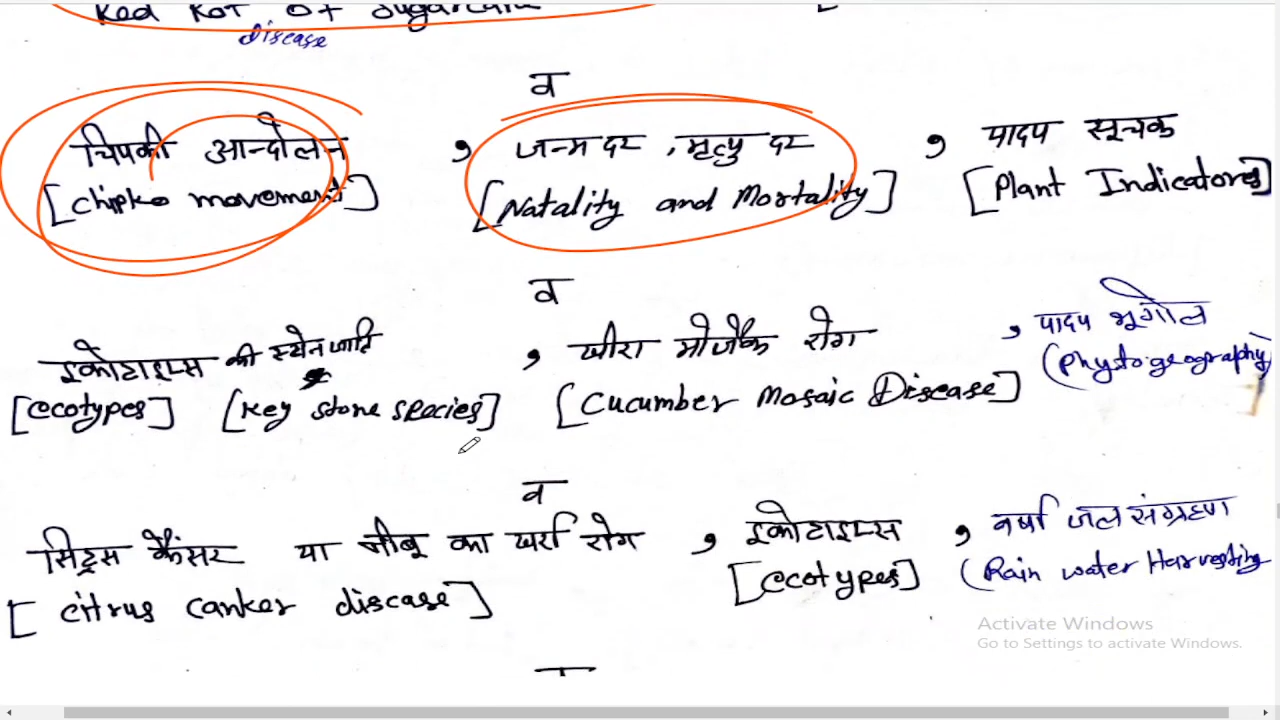 Red Rot Of Sugarcane
disease
व
चिपको आन्दोलन , जन्म दर , मृत्यु दर , पादप सूचक
[chipko movement] [Natality and Mortality] [Plant Indicators]
व
इकोटाइप्स की स्टोन जाति , खीरा मोजैक रोग , पादप भूगोल
[ecotypes] [Key stone species] [Cucumber Mosaic Disease] (Phytogeography)
व
सिट्रस कैंसर या नीबू का खर्रा रोग , इकोटाइप्स , वर्षा जल संग्रहण
[citrus canker disease] [ecotypes] (Rain water Harvesting
Activate Windows
Go to Settings to activate Windows.